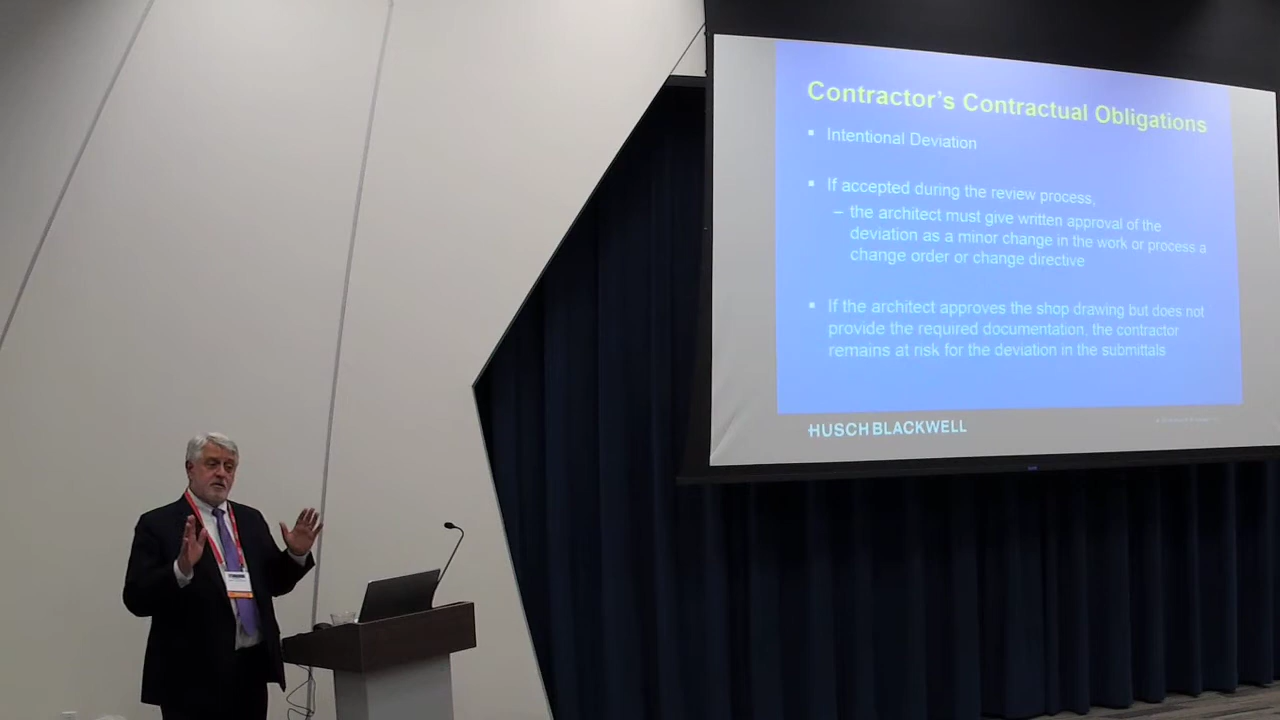 Contractor's Contractual Obligations
▪ Intentional Deviation
▪ If accepted during the review process,
– the architect must give written approval of the
deviation as a minor change in the work or process a
change order or change directive
▪ If the architect approves the shop drawing but does not
provide the required documentation, the contractor
remains at risk for the deviation in the submittals
HUSCHBLACKWELL